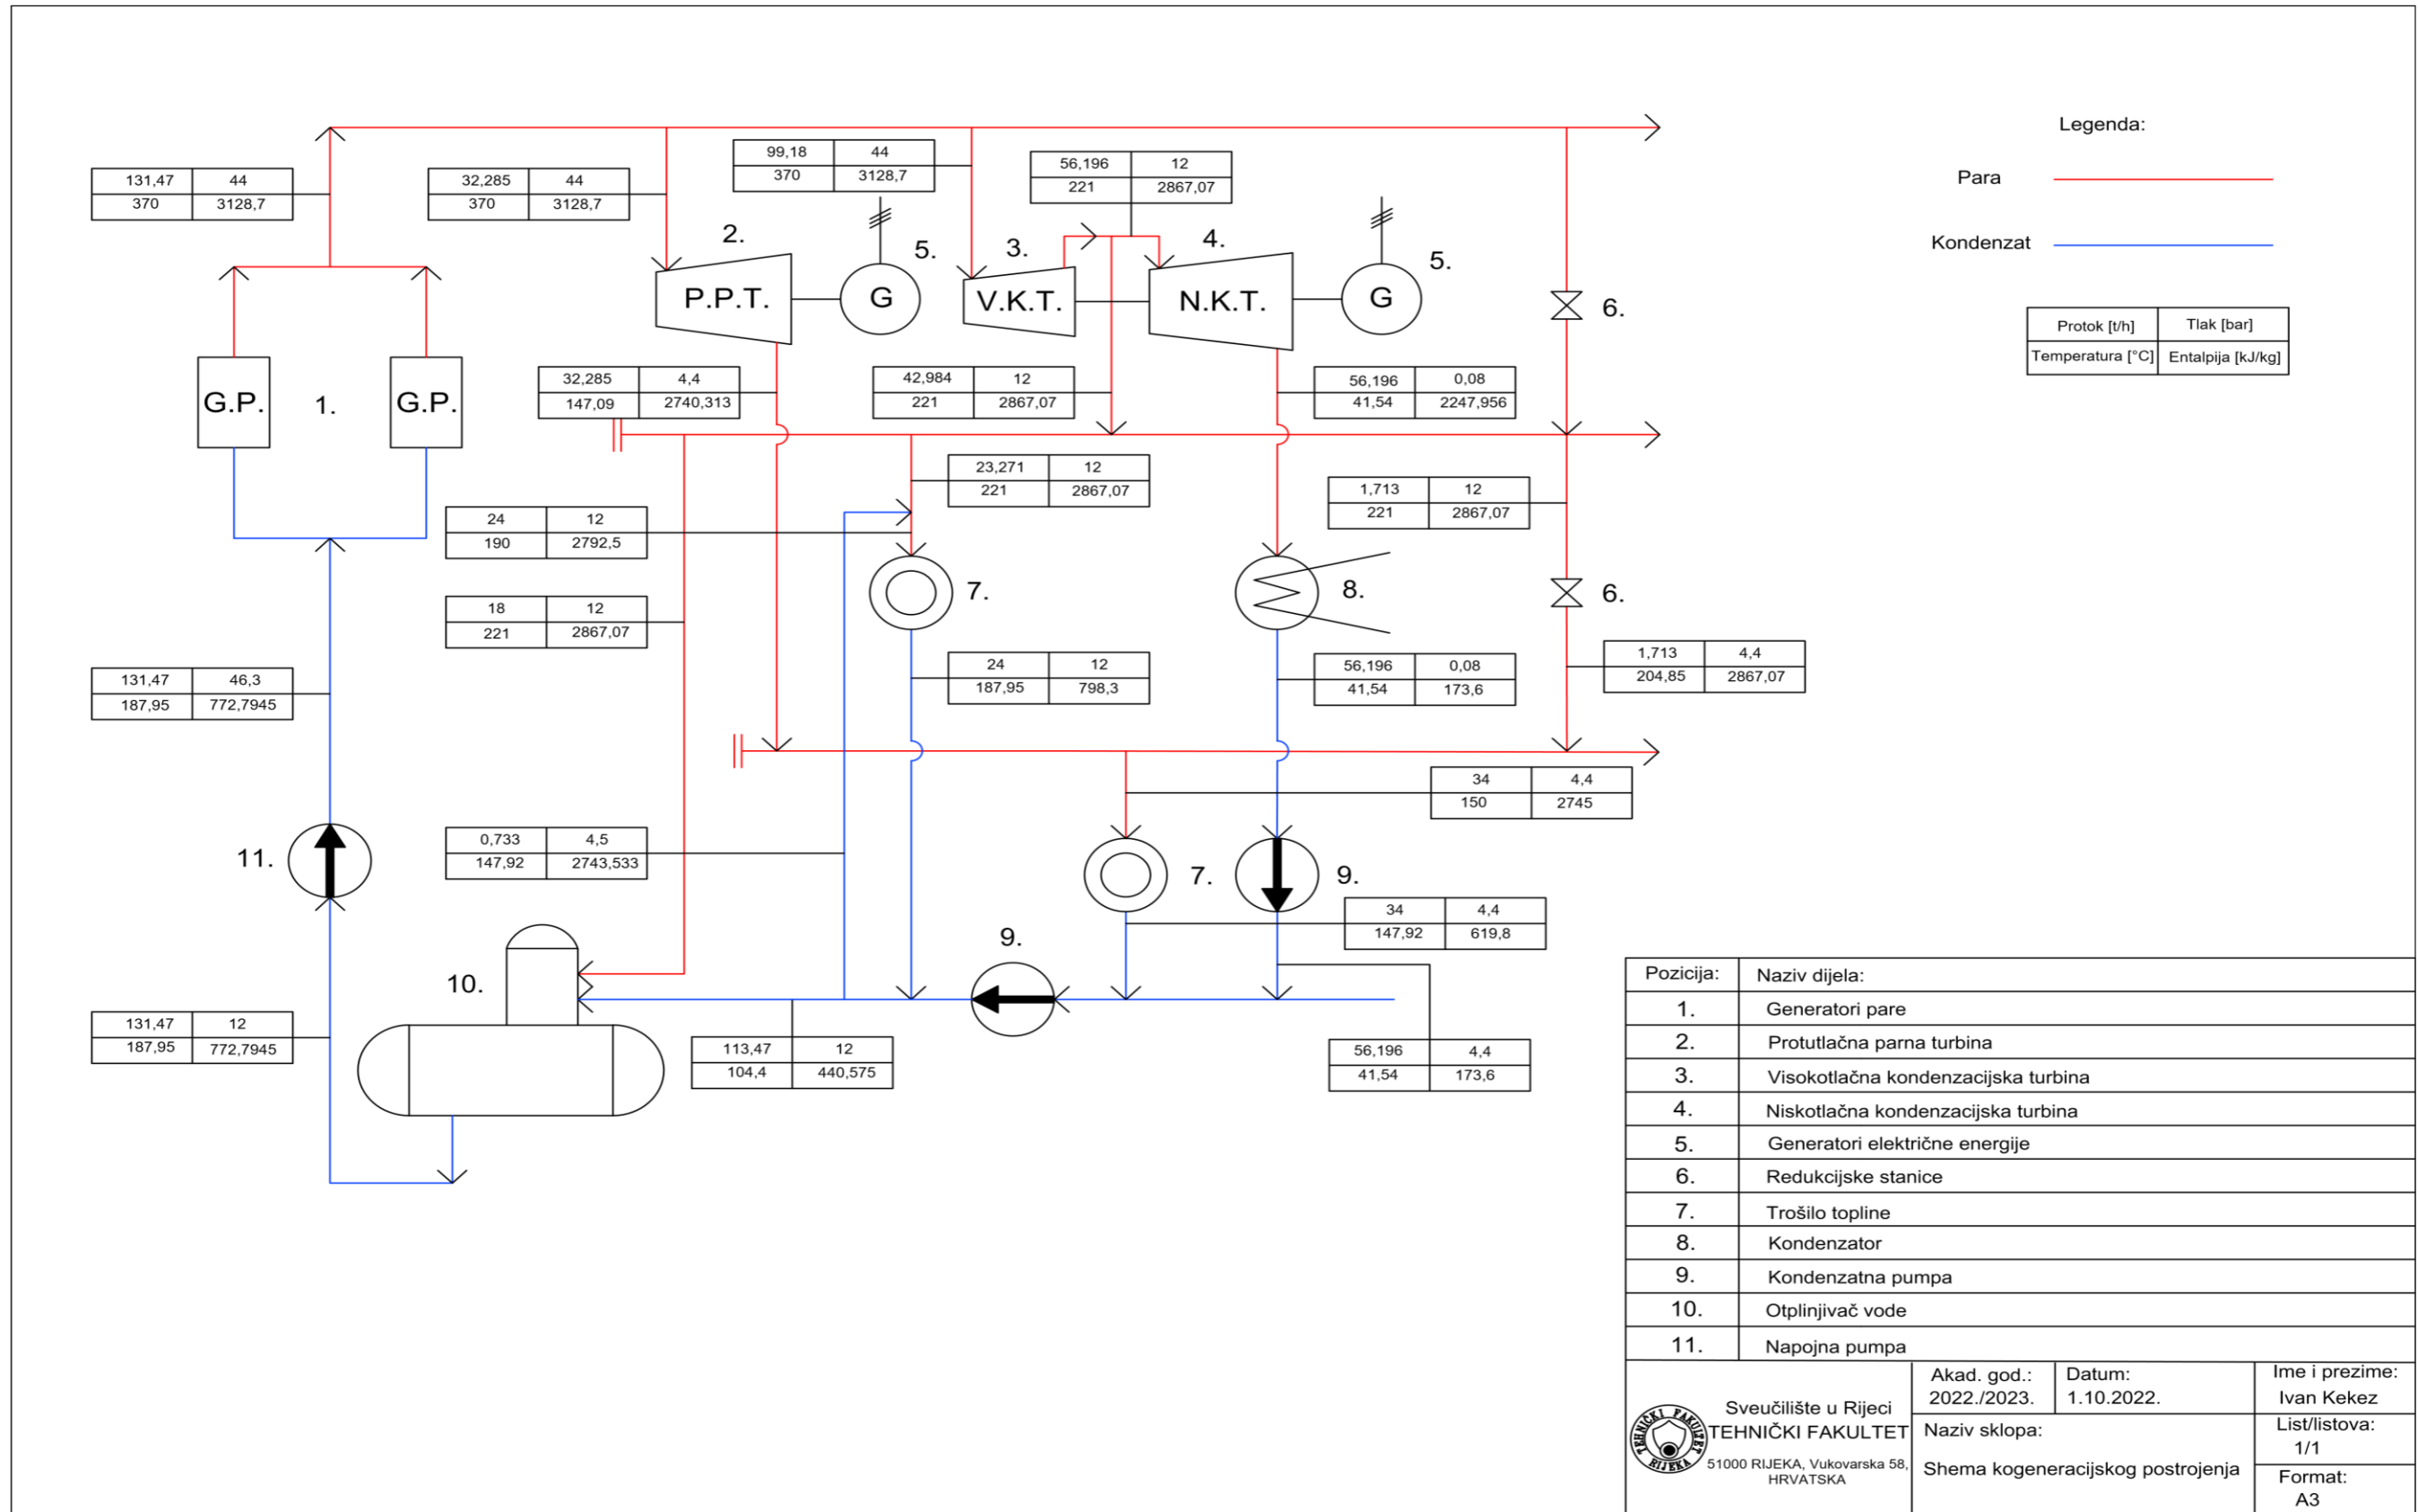 Legenda:
Para
Kondenzat
Protok [t/h] Tlak [bar]
Temperatura [°C] Entalpija [kJ/kg]
131,47 44
370 3128,7
32,285 44
370 3128,7
99,18 44
370 3128,7
56,196 12
221 2867,07
2.
P.P.T.
G
5.
3.
V.K.T.
4.
N.K.T.
G
5.
6.
G.P.
1.
G.P.
32,285 4,4
147,09 2740,313
42,984 12
221 2867,07
56,196 0,08
41,54 2247,956
23,271 12
221 2867,07
1,713 12
221 2867,07
24 12
190 2792,5
7.
8.
6.
18 12
221 2867,07
24 12
187,95 798,3
56,196 0,08
41,54 173,6
1,713 4,4
204,85 2867,07
131,47 46,3
187,95 772,7945
34 4,4
150 2745
0,733 4,5
147,92 2743,533
11.
7.
9.
34 4,4
147,92 619,8
9.
10.
131,47 12
187,95 772,7945
113,47 12
104,4 440,575
56,196 4,4
41,54 173,6
Pozicija: Naziv dijela:
1. Generatori pare
2. Protutlačna parna turbina
3. Visokotlačna kondenzacijska turbina
4. Niskotlačna kondenzacijska turbina
5. Generatori električne energije
6. Redukcijske stanice
7. Trošilo topline
8. Kondenzator
9. Kondenzatna pumpa
10. Otplinjivač vode
11. Napojna pumpa
TEHNIČKI FAKULTET
RIJEKA
Sveučilište u Rijeci
TEHNIČKI FAKULTET
51000 RIJEKA, Vukovarska 58,
HRVATSKA
Akad. god.:
2022./2023.
Datum:
1.10.2022.
Ime i prezime:
Ivan Kekez
Naziv sklopa:
Shema kogeneracijskog postrojenja
List/listova:
1/1
Format:
A3